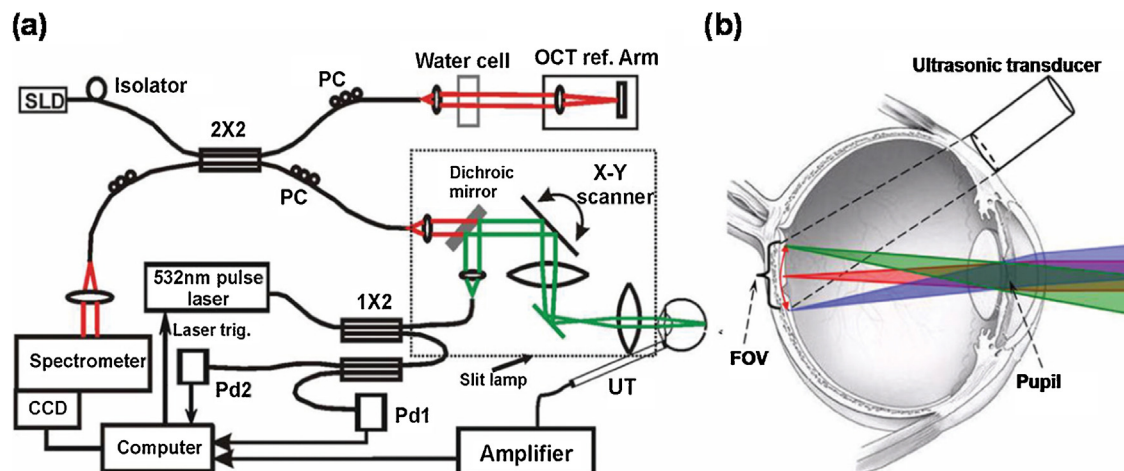 (a)
SLD
Isolator
PC
Water cell
OCT ref. Arm
2X2
PC
Dichroic
mirror
X-Y
scanner
532nm pulse
laser
1X2
Laser trig.
Spectrometer
Pd2
Slit lamp
UT
CCD
Pd1
Computer
Amplifier
(b)
Ultrasonic transducer
FOV
Pupil